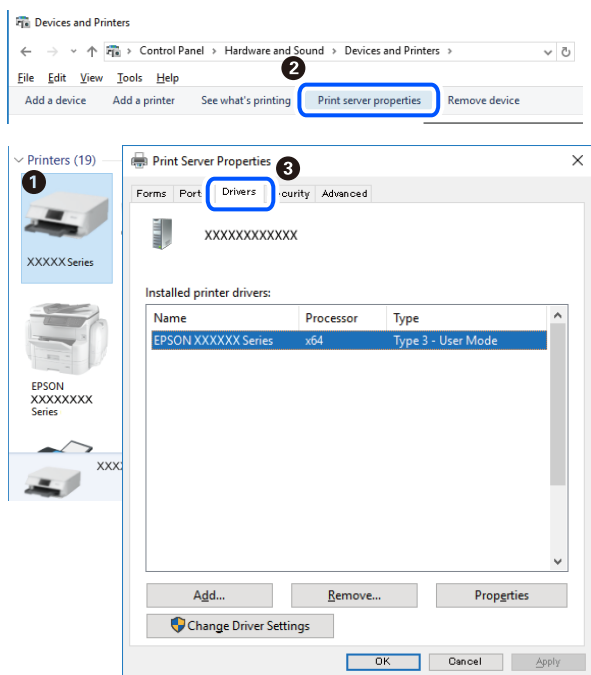 Devices and Printers
Control Panel > Hardware and Sound > Devices and Printers >
2
File Edit View Tools Help
Add a device Add a printer See what's printing Print server properties Remove device
Printers (19)
1
XXXXX Series
EPSON
XXXXXXXX
Series
XXX
Print Server Properties
3
Forms Port Drivers curity Advanced
XXXXXXXXXXXX
Installed printer drivers:
Name Processor Type
EPSON XXXXXX Series x64 Type 3 - User Mode
Add... Remove... Properties
Change Driver Settings
OK Cancel Apply